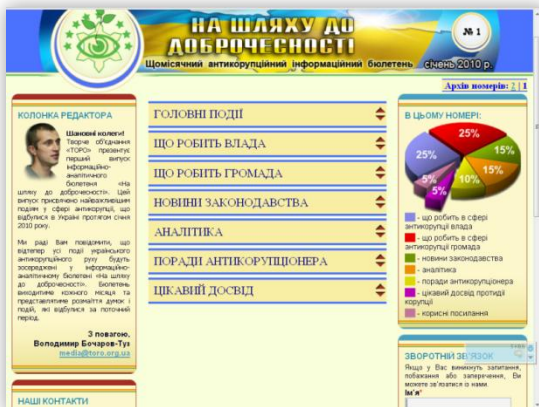 НА ШЛЯХУ ДО
ДОБРОЧЕСНОСТІ
Щомісячний антикорупційний інформаційний бюлетень
№ 1
січень 2010 р.
Архів номерів: 2 | 1
КОЛОНКА РЕДАКТОРА
Шановні колеги!
Творче об'єднання
«ТОРО» презентує
перший випуск
інформаційно-
аналітичного
бюлетеня «На
шляху до доброчесності». Цей
випуск присвячено найважливішим
подіям у сфері антикорупції, що
відбулися в Україні протягом січня
2010 року.
Ми раді Вам повідомити, що
відтепер усі події українського
антикорупційного руху будуть
зосереджені у інформаційно-
аналітичному бюлетені «На шляху
до доброчесності». Бюлетень
виходитиме кожного місяця та
представлятиме розмаїття думок і
подій, які відбулися за поточний
період.
З повагою,
Володимир Бочаров-Туз
media@toro.org.ua
НАШІ КОНТАКТИ
ГОЛОВНІ ПОДІЇ
ЩО РОБИТЬ ВЛАДА
ЩО РОБИТЬ ГРОМАДА
НОВИНИ ЗАКОНОДАВСТВА
АНАЛІТИКА
ПОРАДИ АНТИКОРУПЦІОНЕРА
ЦІКАВИЙ ДОСВІД
В ЦЬОМУ НОМЕРІ:
25%
25%
15%
15%
10%
5%
5%
- що робить в сфері
антикорупції влада
- що робить в сфері
антикорупції громада
- новини законодавства
- аналітика
- поради антикорупціонера
- цікавий досвід протидії
корупції
- корисні посилання
ЗВОРОТНІЙ ЗВ'ЯЗОК
Якщо у Вас виникнуть запитання,
побажання або заперечення, Ви
можете зв'язатися із нами.
Ім'я*